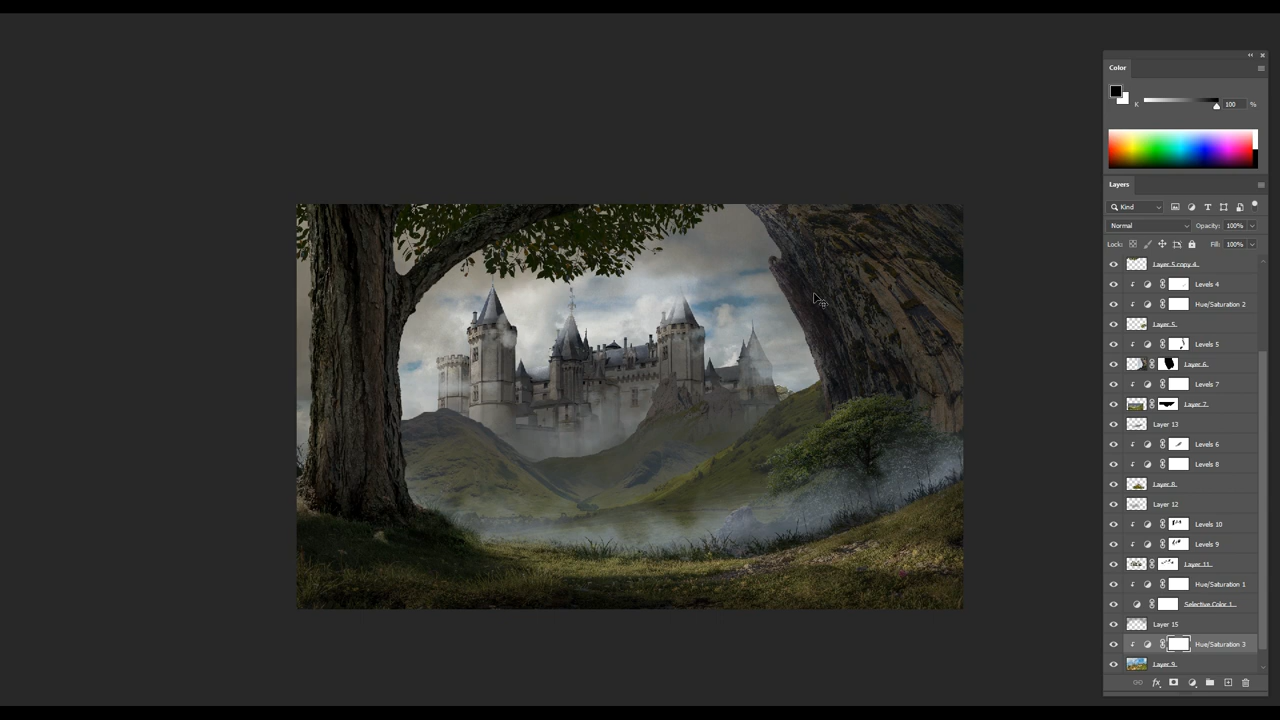 Color
K 100 %
Layers
Kind
Normal Opacity: 100%
Lock: Fill: 100%
Layer 5 copy 4
Levels 4
Hue/Saturation 2
Layer 5
Levels 5
Layer 6
Levels 7
Layer 7
Layer 13
Levels 6
Levels 8
Layer 8
Layer 12
Levels 10
Levels 9
Layer 11
Hue/Saturation 1
Selective Color 1
Layer 15
Hue/Saturation 3
Layer 9
fx